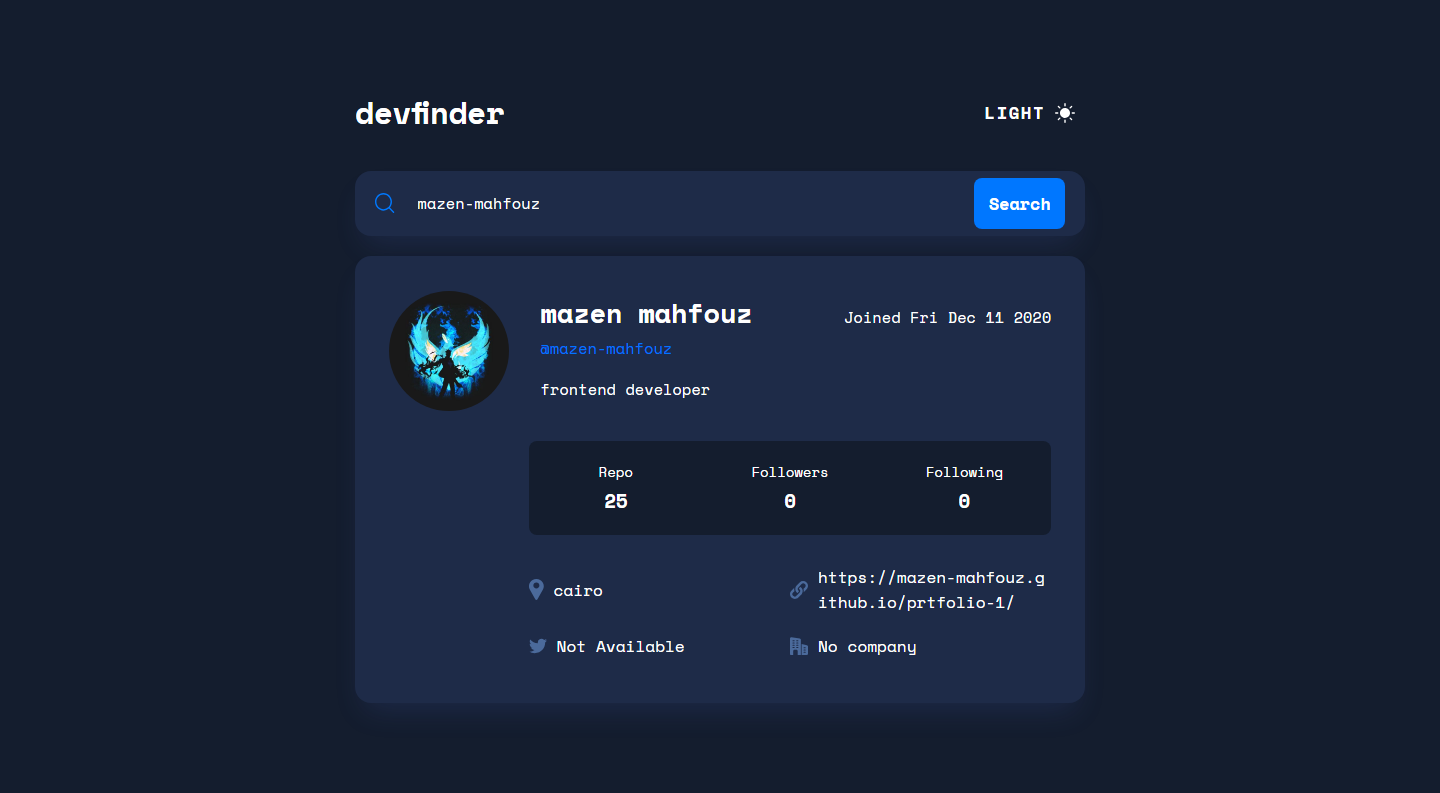 devfinder
LIGHT
mazen-mahfouz
Search
mazen mahfouz
Joined Fri Dec 11 2020
@mazen-mahfouz
frontend developer
Repo
Followers
Following
25
0
0
cairo
https://mazen-mahfouz.g
ithub.io/prtfolio-1/
Not Available
No company